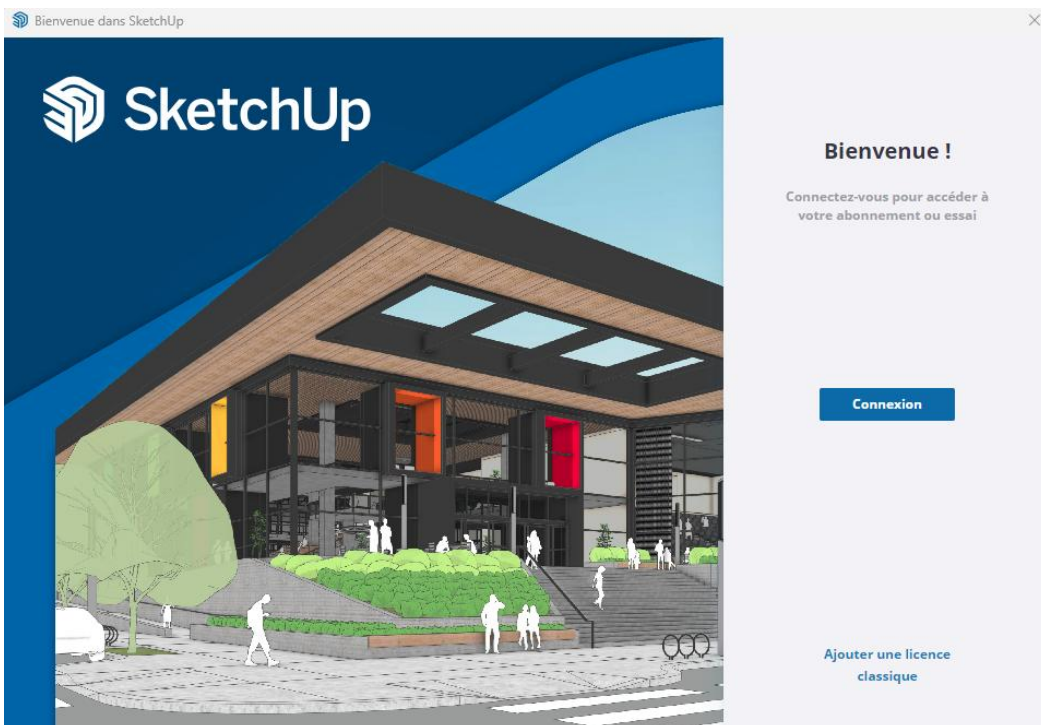 Bienvenue dans SketchUp
SketchUp
Bienvenue !
Connectez-vous pour accéder à
votre abonnement ou essai
Connexion
Ajouter une licence
classique